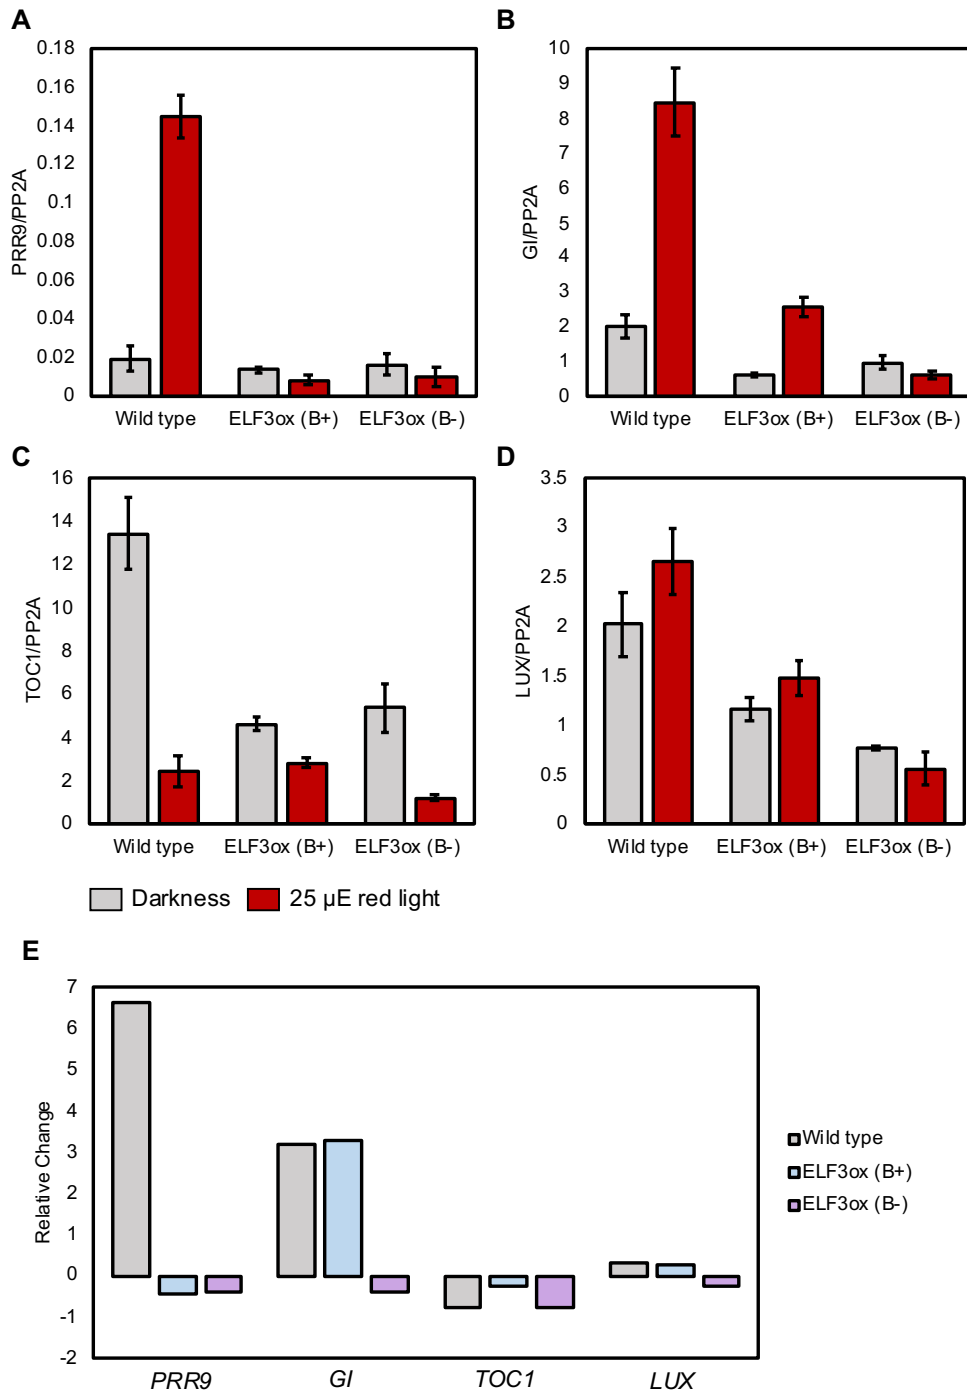 A
0.18
0.16
0.14
0.12
0.1
0.08
0.06
0.04
0.02
0
PRR9/PP2A
Wild type ELF3ox (B+) ELF3ox (B-)
B
10
9
8
7
6
5
4
3
2
1
0
GI/PP2A
Wild type ELF3ox (B+) ELF3ox (B-)
C
16
14
12
10
8
6
4
2
0
TOC1/PP2A
Wild type ELF3ox (B+) ELF3ox (B-)
D
3.5
3
2.5
2
1.5
1
0.5
0
LUX/PP2A
Wild type ELF3ox (B+) ELF3ox (B-)
Darkness 25 µE red light
E
7
6
5
4
3
2
1
0
-1
-2
Relative Change
PRR9 GI TOC1 LUX
Wild type
ELF3ox (B+)
ELF3ox (B-)